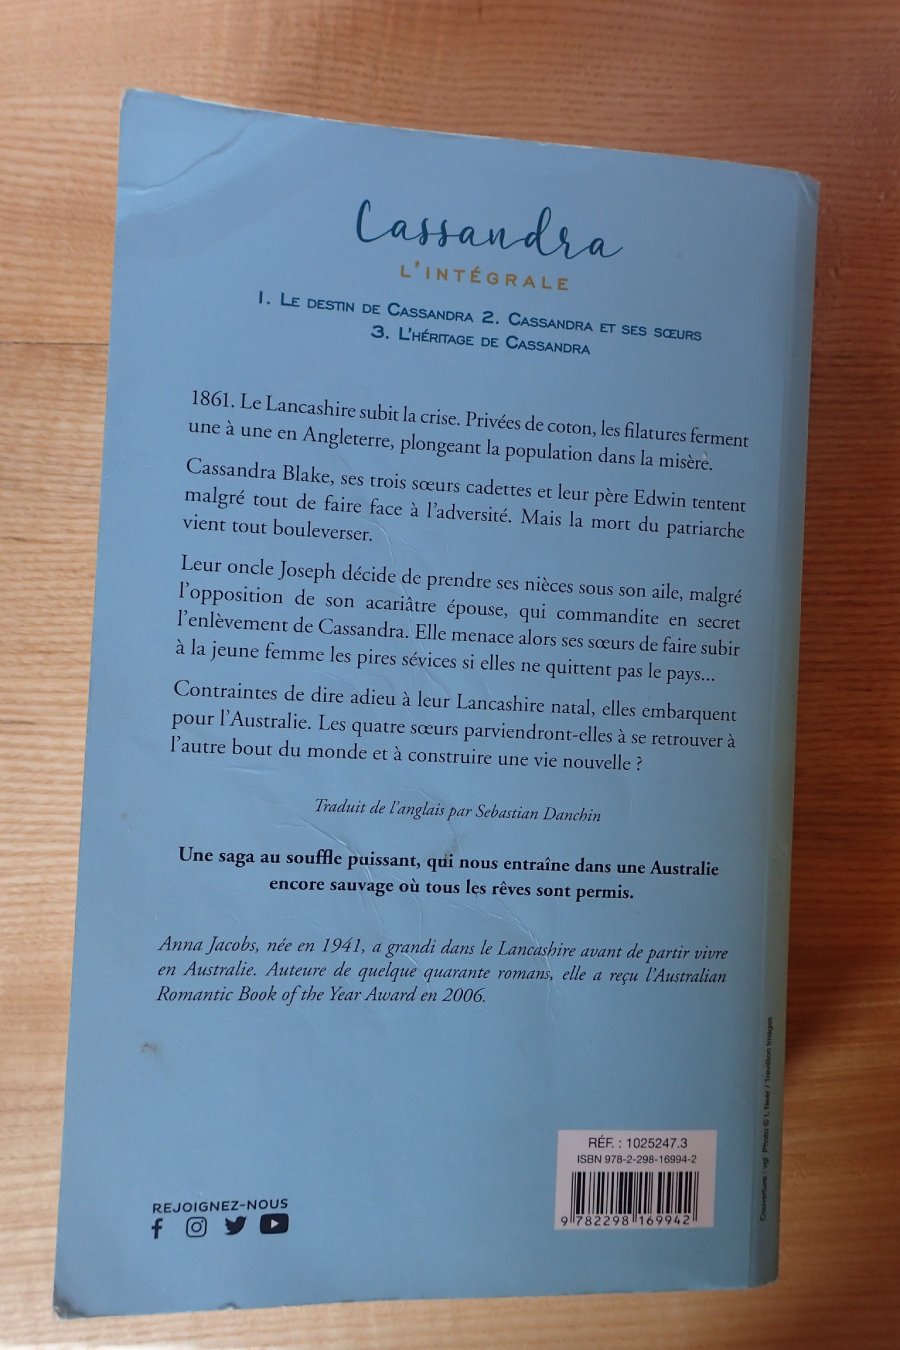 Cassandra
L'INTÉGRALE
1. Le destin de Cassandra 2. Cassandra et ses sœurs
3. L'héritage de Cassandra
1861. Le Lancashire subit la crise. Privées de coton, les filatures ferment
une à une en Angleterre, plongeant la population dans la misère.
Cassandra Blake, ses trois sœurs cadettes et leur père Edwin tentent
malgré tout de faire face à l'adversité. Mais la mort du patriarche
vient tout bouleverser.
Leur oncle Joseph décide de prendre ses nièces sous son aile, malgré
l'opposition de son acariâtre épouse, qui commandite en secret
l'enlèvement de Cassandra. Elle menace alors ses sœurs de faire subir
à la jeune femme les pires sévices si elles ne quittent pas le pays...
Contraintes de dire adieu à leur Lancashire natal, elles embarquent
pour l'Australie. Les quatre sœurs parviendront-elles à se retrouver à
l'autre bout du monde et à construire une vie nouvelle ?
Traduit de l'anglais par Sebastian Danchin
Une saga au souffle puissant, qui nous entraîne dans une Australie
encore sauvage où tous les rêves sont permis.
Anna Jacobs, née en 1941, a grandi dans le Lancashire avant de partir vivre
en Australie. Auteure de quelque quarante romans, elle a reçu l'Australian
Romantic Book of the Year Award en 2006.
RÉF. : 1025247.3
ISBN 978-2-298-16994-2
9 782298 169942
REJOIGNEZ-NOUS
Couverture : vgl Photo © I. Neer / Trevillion Images